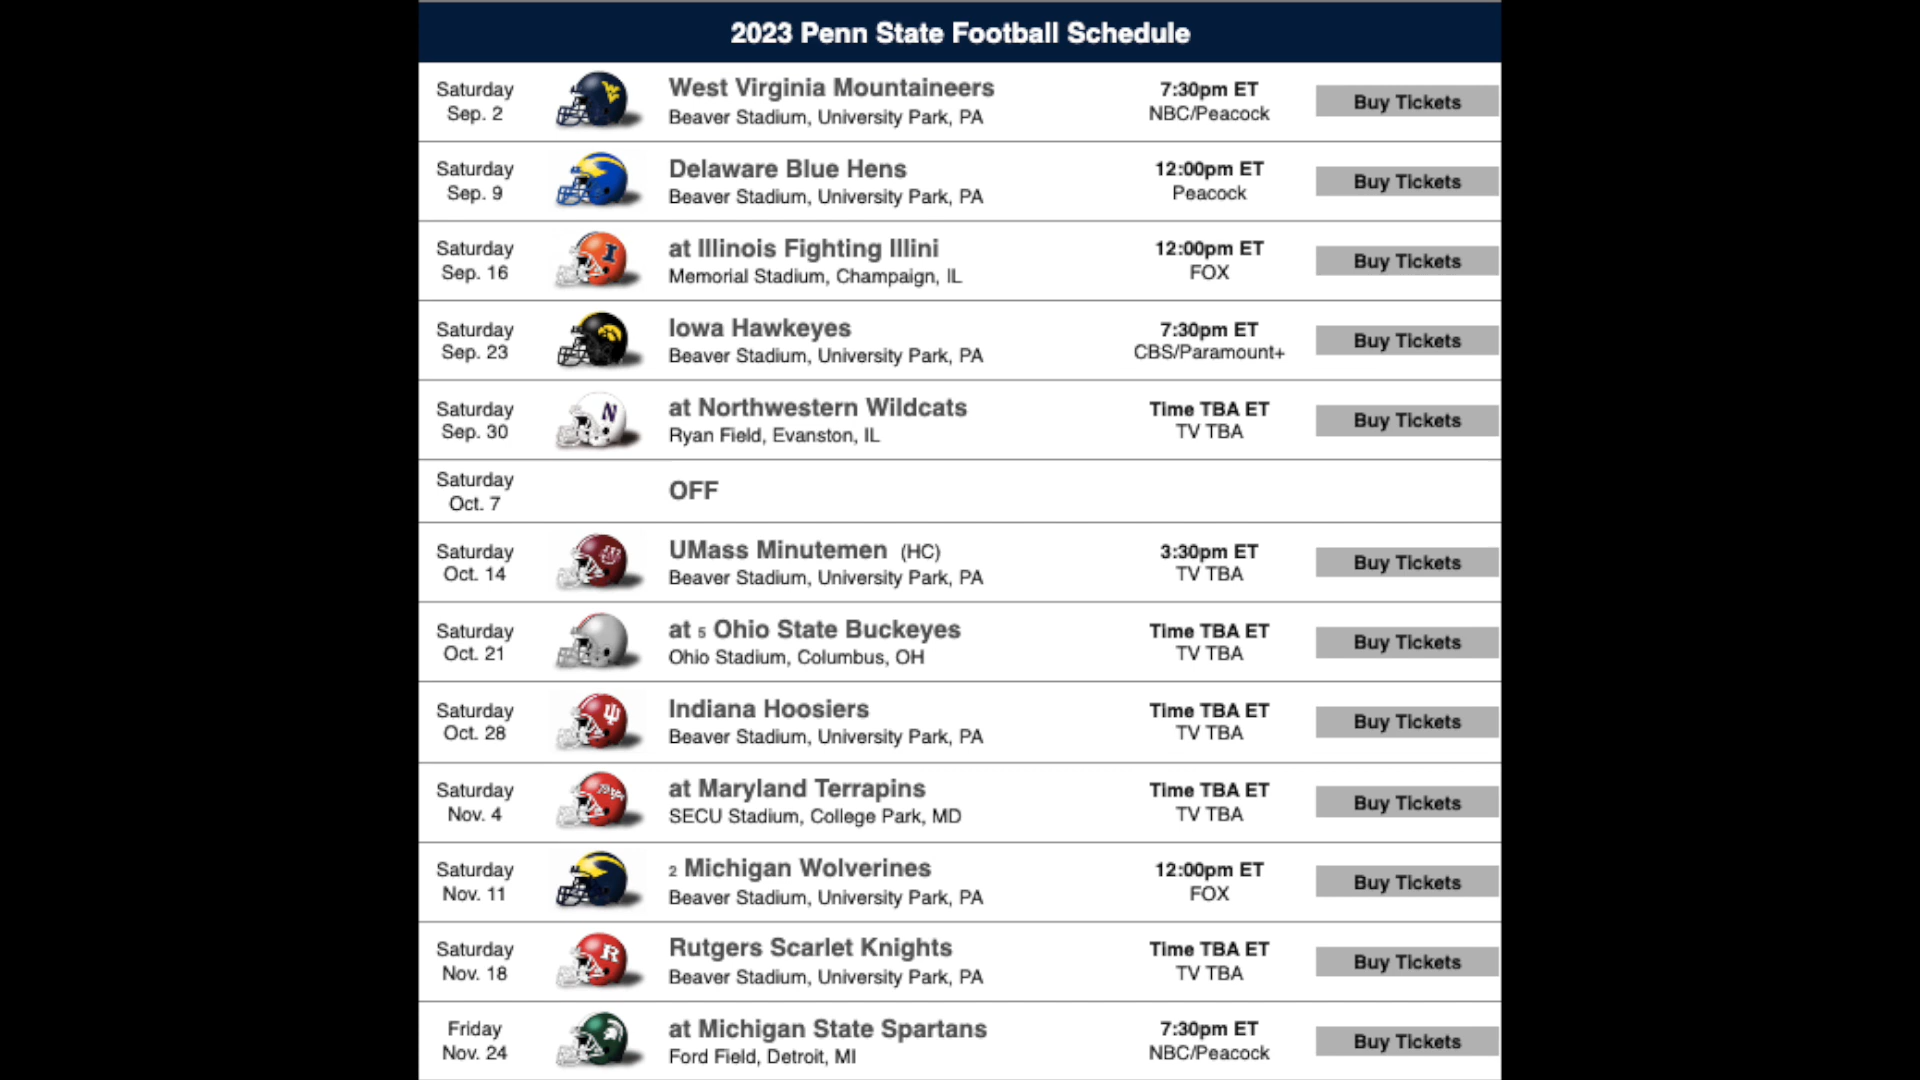 2023 Penn State Football Schedule
Saturday
Sep. 2
West Virginia Mountaineers
Beaver Stadium, University Park, PA
7:30pm ET
NBC/Peacock
Buy Tickets
Saturday
Sep. 9
Delaware Blue Hens
Beaver Stadium, University Park, PA
12:00pm ET
Peacock
Buy Tickets
Saturday
Sep. 16
I
at Illinois Fighting Illini
Memorial Stadium, Champaign, IL
12:00pm ET
FOX
Buy Tickets
Saturday
Sep. 23
Iowa Hawkeyes
Beaver Stadium, University Park, PA
7:30pm ET
CBS/Paramount+
Buy Tickets
Saturday
Sep. 30
N
at Northwestern Wildcats
Ryan Field, Evanston, IL
Time TBA ET
TV TBA
Buy Tickets
Saturday
Oct. 7
OFF
Saturday
Oct. 14
UMass Minutemen (HC)
Beaver Stadium, University Park, PA
3:30pm ET
TV TBA
Buy Tickets
Saturday
Oct. 21
at 5 Ohio State Buckeyes
Ohio Stadium, Columbus, OH
Time TBA ET
TV TBA
Buy Tickets
Saturday
Oct. 28
Indiana Hoosiers
Beaver Stadium, University Park, PA
Time TBA ET
TV TBA
Buy Tickets
Saturday
Nov. 4
Terps
at Maryland Terrapins
SECU Stadium, College Park, MD
Time TBA ET
TV TBA
Buy Tickets
Saturday
Nov. 11
2 Michigan Wolverines
Beaver Stadium, University Park, PA
12:00pm ET
FOX
Buy Tickets
Saturday
Nov. 18
R
Rutgers Scarlet Knights
Beaver Stadium, University Park, PA
Time TBA ET
TV TBA
Buy Tickets
Friday
Nov. 24
at Michigan State Spartans
Ford Field, Detroit, MI
7:30pm ET
NBC/Peacock
Buy Tickets